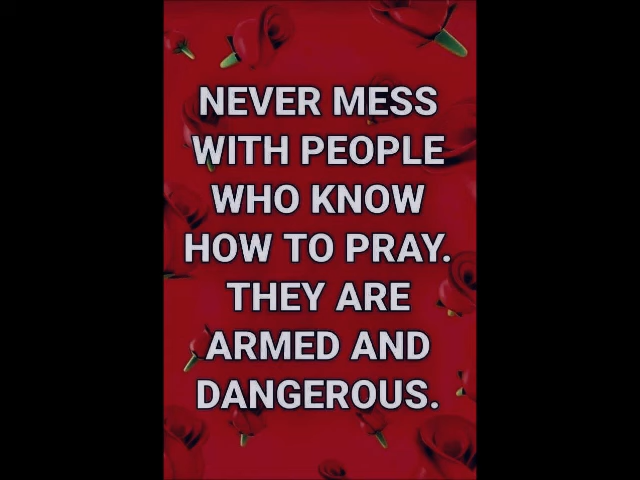 NEVER MESS
WITH PEOPLE
WHO KNOW
HOW TO PRAY.
THEY ARE
ARMED AND
DANGEROUS.